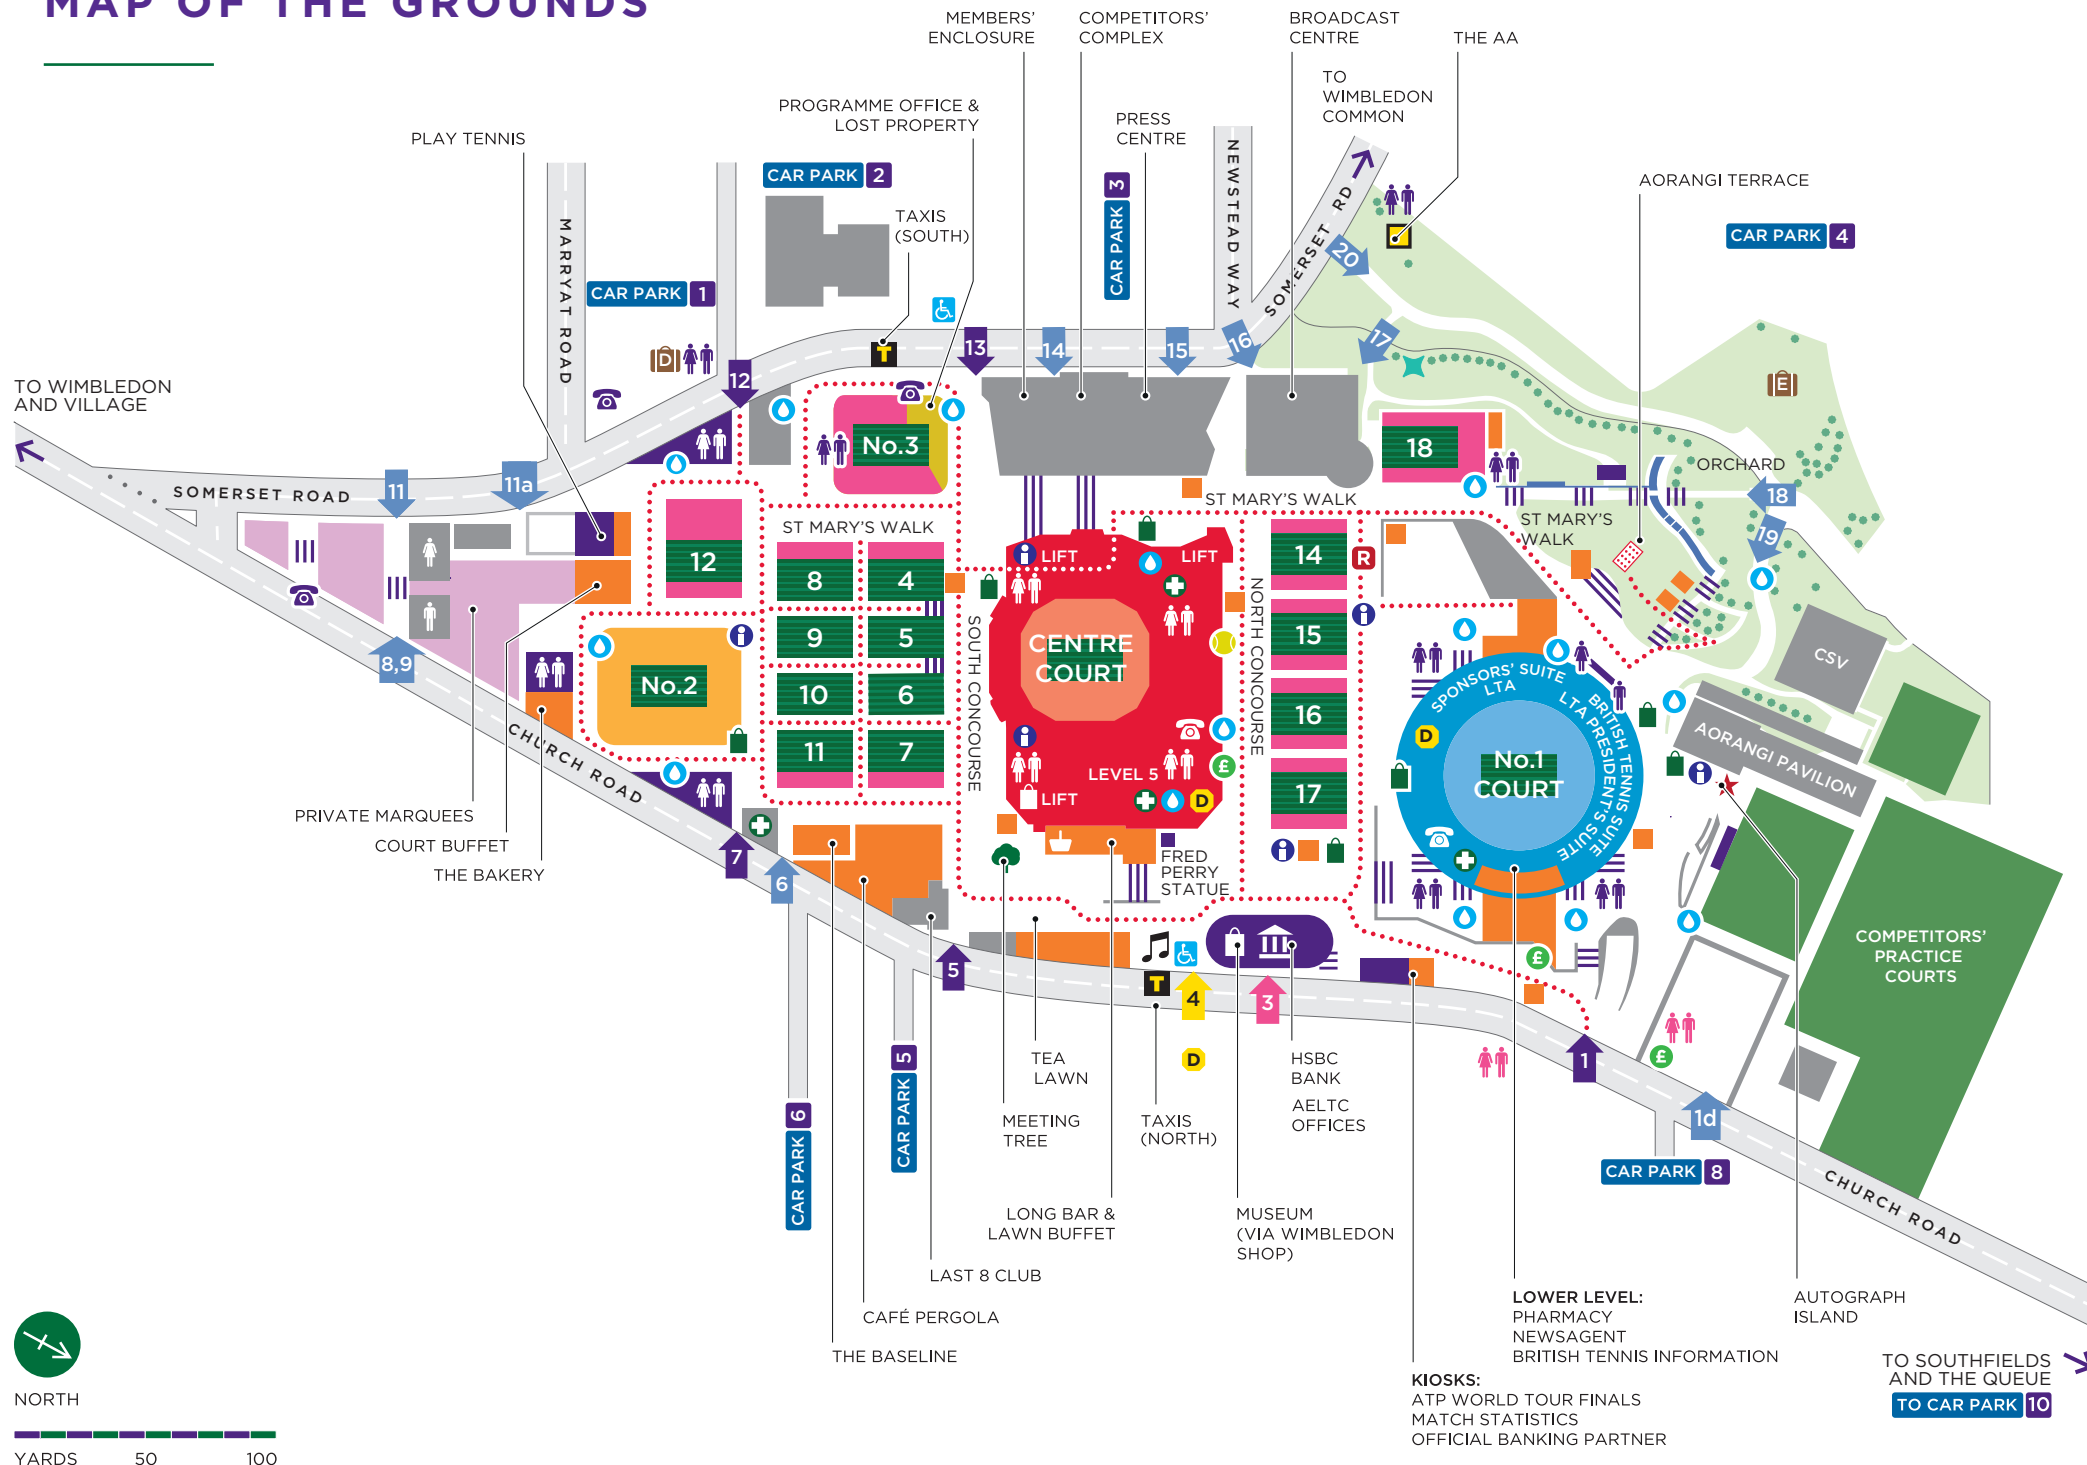 MAP OF THE GROUNDS
MEMBERS'
ENCLOSURE
COMPETITORS'
COMPLEX
BROADCAST
CENTRE
THE AA
TO
WIMBLEDON
COMMON
PROGRAMME OFFICE &
LOST PROPERTY
PRESS
CENTRE
PLAY TENNIS
CAR PARK 2
CAR PARK 3
NEWSTEAD WAY
SOMERSET RD
AORANGI TERRACE
CAR PARK 4
TAXIS
(SOUTH)
MARRYAT ROAD
CAR PARK 1
20
D
T
13
14
15
16
17
12
TO WIMBLEDON
AND VILLAGE
E
No.3
18
ORCHARD
SOMERSET ROAD
11
11a
18
19
ST MARY'S WALK
ST MARY'S WALK
ST MARY'S
WALK
12
8
4
9
5
10
6
11
7
LIFT
LIFT
14
R
15
16
17
SOUTH CONCOURSE
NORTH CONCOURSE
CENTRE
COURT
LEVEL 5
LIFT
£
D
8,9
No.2
CHURCH ROAD
SPONSORS' SUITE
LTA
BRITISH TENNIS SUITE
LTA PRESIDENT'S SUITE
D
No.1
COURT
CSV
AORANGI PAVILION
PRIVATE MARQUEES
COURT BUFFET
THE BAKERY
7
6
5
FRED
PERRY
STATUE
T
4
3
D
£
1
£
1d
COMPETITORS'
PRACTICE
COURTS
CAR PARK 6
CAR PARK 5
TEA
LAWN
MEETING
TREE
TAXIS
(NORTH)
HSBC
BANK
AELTC
OFFICES
CAR PARK 8
CHURCH ROAD
LONG BAR &
LAWN BUFFET
MUSEUM
(VIA WIMBLEDON
SHOP)
LAST 8 CLUB
CAFÉ PERGOLA
THE BASELINE
LOWER LEVEL:
PHARMACY
NEWSAGENT
BRITISH TENNIS INFORMATION
AUTOGRAPH
ISLAND
KIOSKS:
ATP WORLD TOUR FINALS
MATCH STATISTICS
OFFICIAL BANKING PARTNER
TO SOUTHFIELDS
AND THE QUEUE
TO CAR PARK 10
NORTH
YARDS 50 100